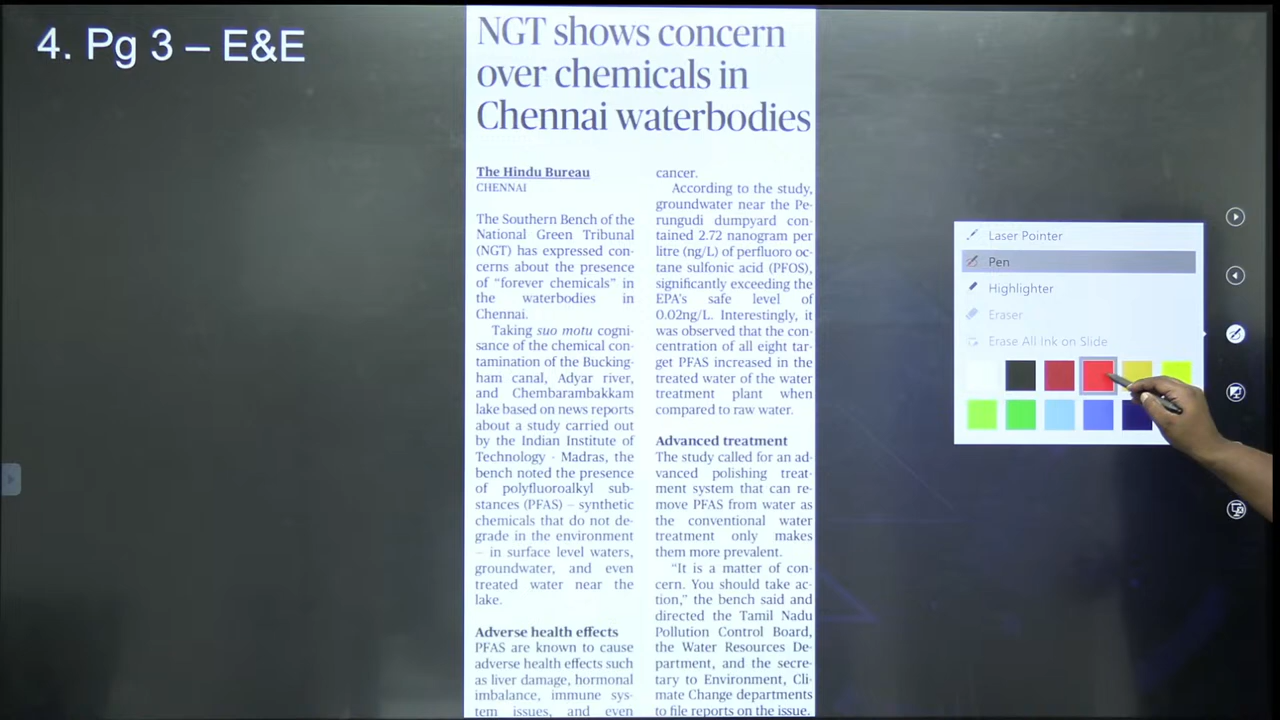 4. Pg 3 – E&E
NGT shows concern
over chemicals in
Chennai waterbodies
The Hindu Bureau
CHENNAI
The Southern Bench of the
National Green Tribunal
(NGT) has expressed con-
cerns about the presence
of “forever chemicals” in
the waterbodies in
Chennai.
Taking suo motu cogni-
sance of the chemical con-
tamination of the Bucking-
ham canal, Adyar river,
and Chembarambakkam
lake based on news reports
about a study carried out
by the Indian Institute of
Technology - Madras, the
bench noted the presence
of polyfluoroalkyl sub-
stances (PFAS) – synthetic
chemicals that do not de-
grade in the environment
– in surface level waters,
groundwater, and even
treated water near the
lake.
Adverse health effects
PFAS are known to cause
adverse health effects such
as liver damage, hormonal
imbalance, immune sys-
tem issues, and even
cancer.
According to the study,
groundwater near the Pe-
rungudi dumpyard con-
tained 2.72 nanogram per
litre (ng/L) of perfluoro oc-
tane sulfonic acid (PFOS),
significantly exceeding the
EPA’s safe level of
0.02ng/L. Interestingly, it
was observed that the con-
centration of all eight tar-
get PFAS increased in the
treated water of the water
treatment plant when
compared to raw water.
Advanced treatment
The study called for an ad-
vanced polishing treat-
ment system that can re-
move PFAS from water as
the conventional water
treatment only makes
them more prevalent.
“It is a matter of con-
cern. You should take ac-
tion,” the bench said and
directed the Tamil Nadu
Pollution Control Board,
the Water Resources De-
partment, and the secre-
tary to Environment, Cli-
mate Change departments
to file reports on the issue.
Laser Pointer
Pen
Highlighter
Eraser
Erase All Ink on Slide